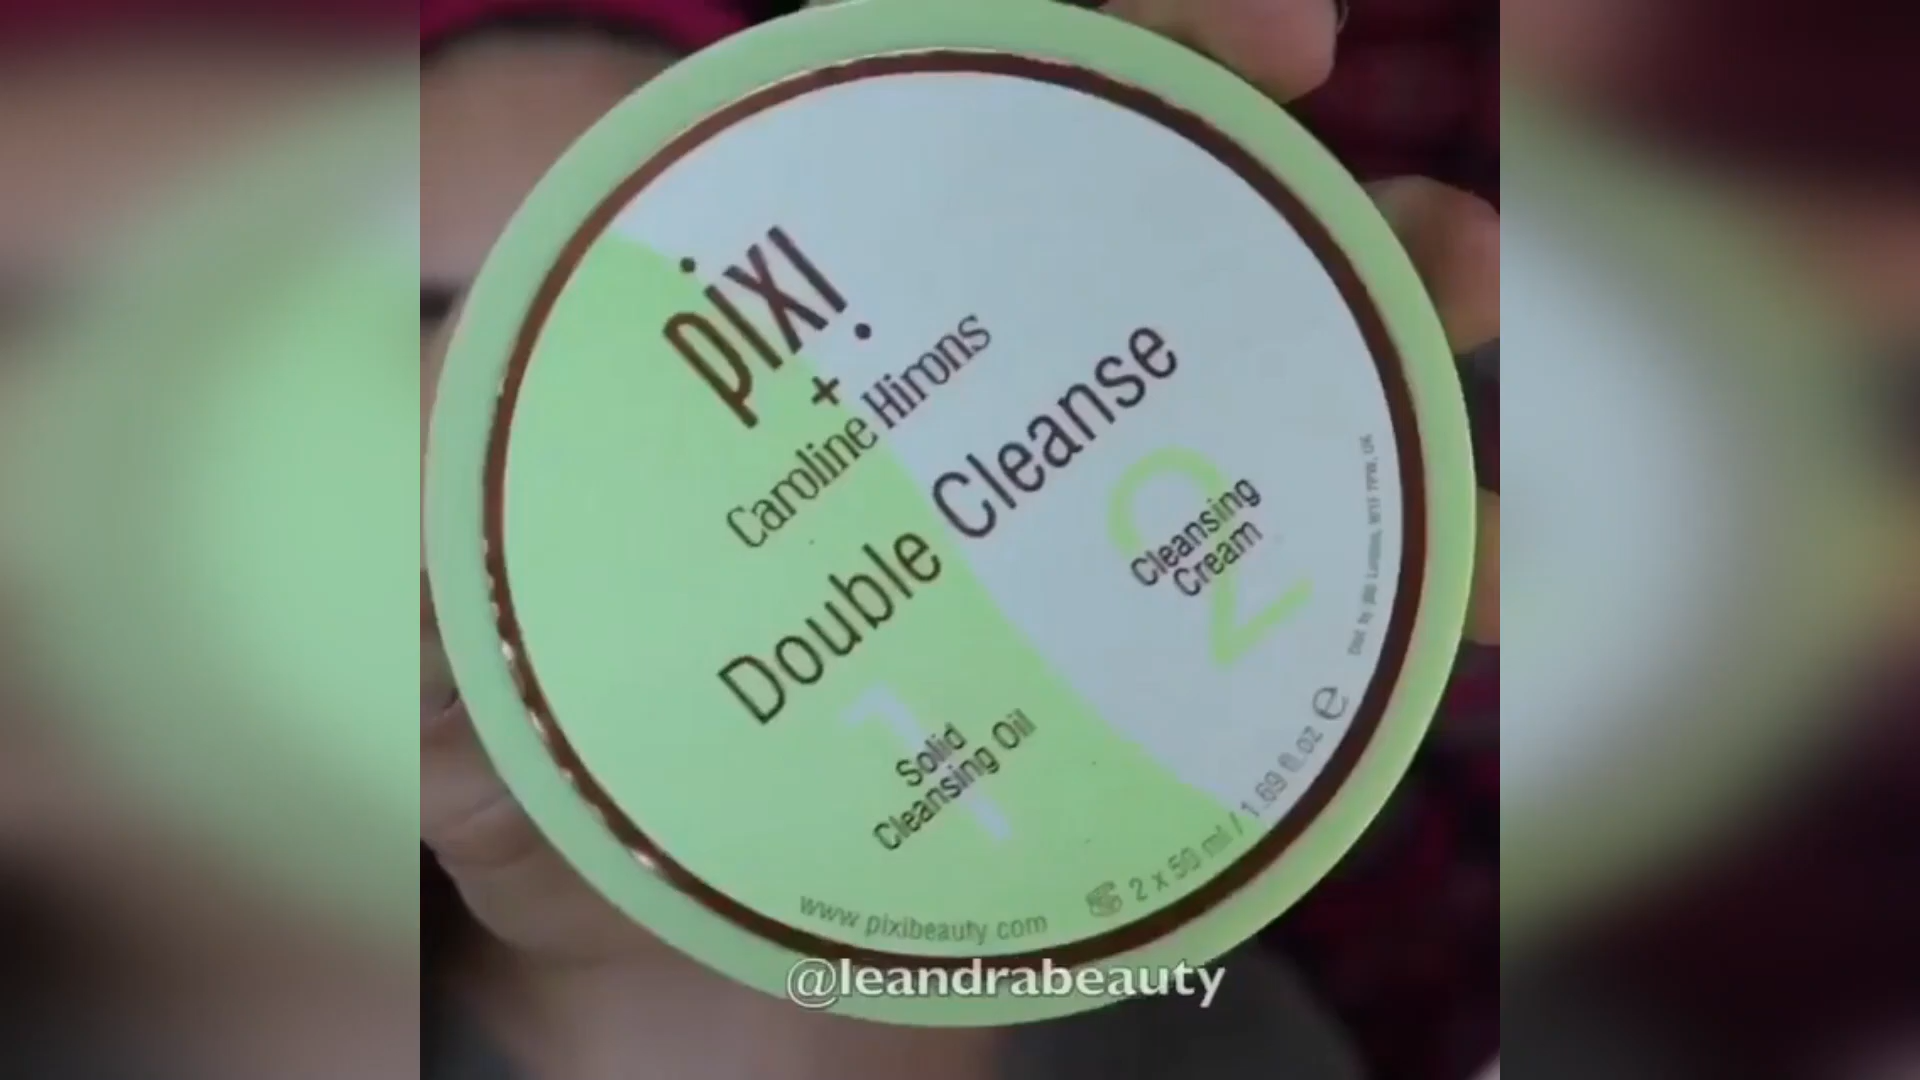 pixi
+
Caroline Hirons
Double Cleanse
1
Solid
Cleansing Oil
2
Cleansing
Cream
www.pixibeauty.com
2 x 50 ml / 1.69 fl.oz e
@leandrabeauty